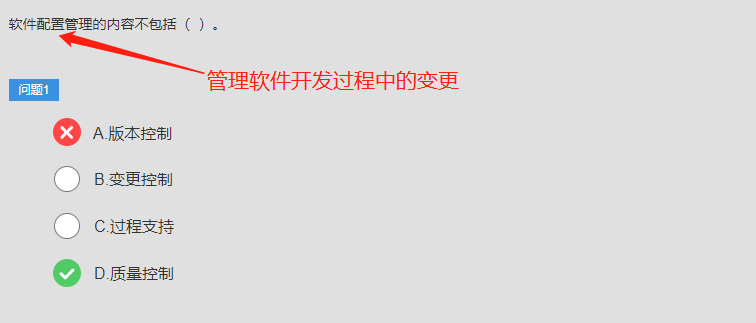 软件配置管理的内容不包括（ ）。
管理软件开发过程中的变更
问题1
A.版本控制
B.变更控制
C.过程支持
D.质量控制